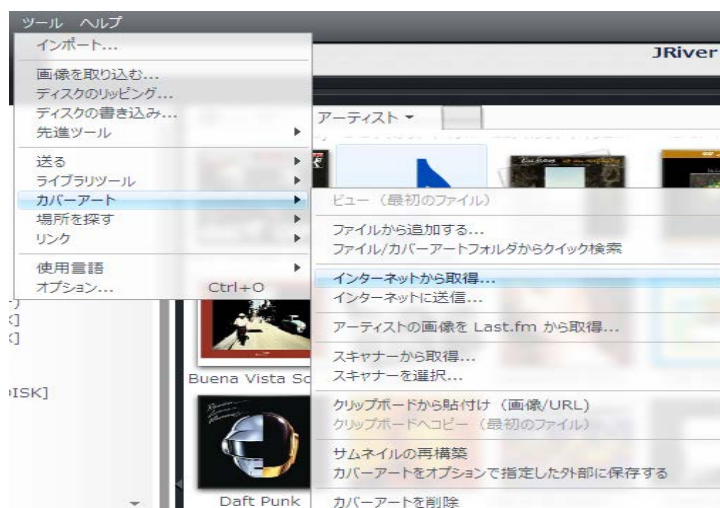 ツール ヘルプ
JRiver
インポート...
画像を取り込む...
ディスクのリッピング...
ディスクの書き込み...
先進ツール
送る
ライブラリツール
カバーアート
場所を探す
リンク
使用言語
オプション... Ctrl+O
アーティスト
ビュー（最初のファイル）
ファイルから追加する...
ファイル/カバーアートフォルダからクイック検索
インターネットから取得...
インターネットに送信...
アーティストの画像を Last.fm から取得...
スキャナーから取得...
スキャナーを選択...
クリップボードから貼付け（画像/URL）
クリップボードへコピー（最初のファイル）
サムネイルの再構築
カバーアートをオプションで指定した外部に保存する
カバーアートを削除
Buena Vista
Daft Punk